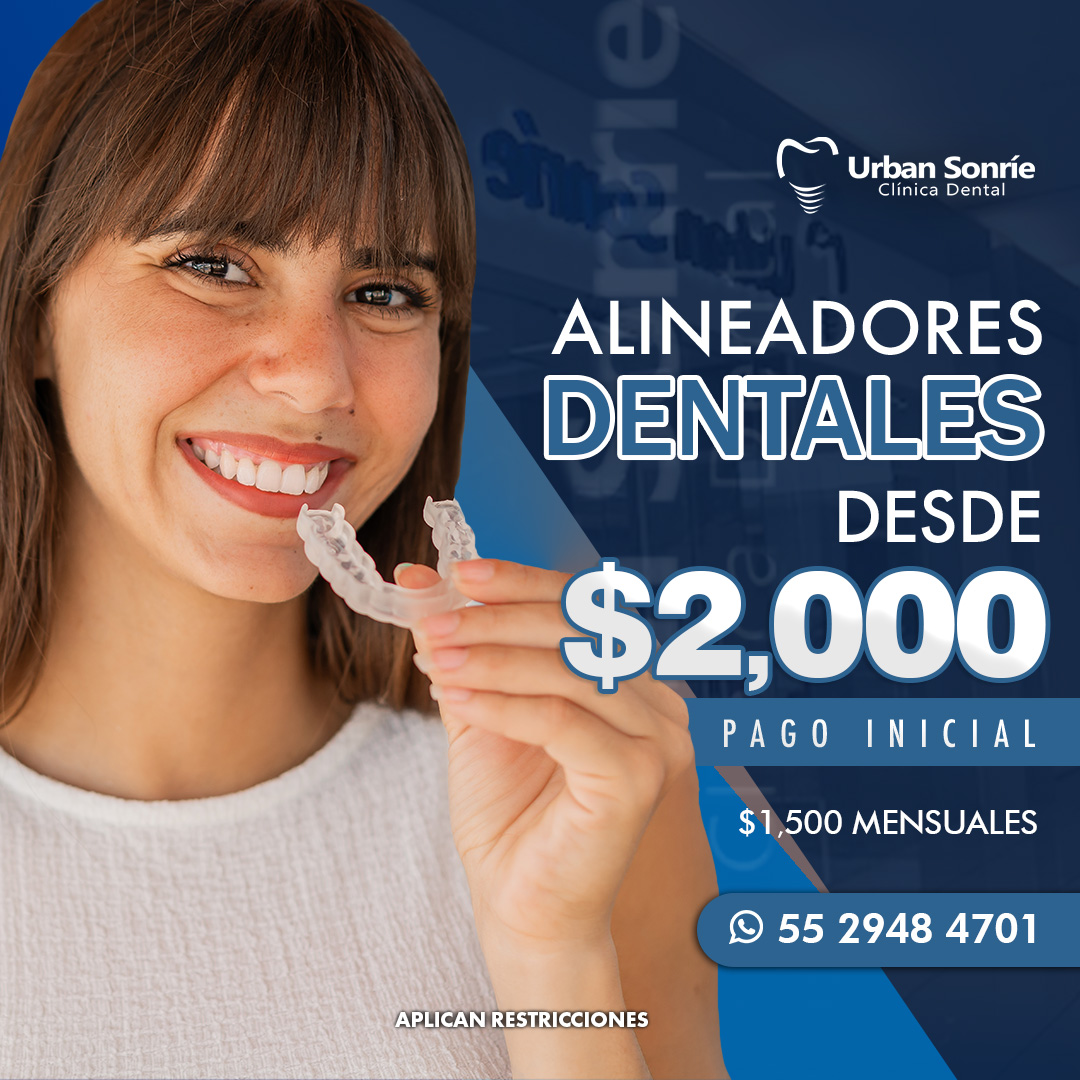 Urban Sonríe
Clínica Dental
ALINEADORES
DENTALES
DESDE
$2,000
PAGO INICIAL
$1,500 MENSUALES
55 2948 4701
APLICAN RESTRICCIONES